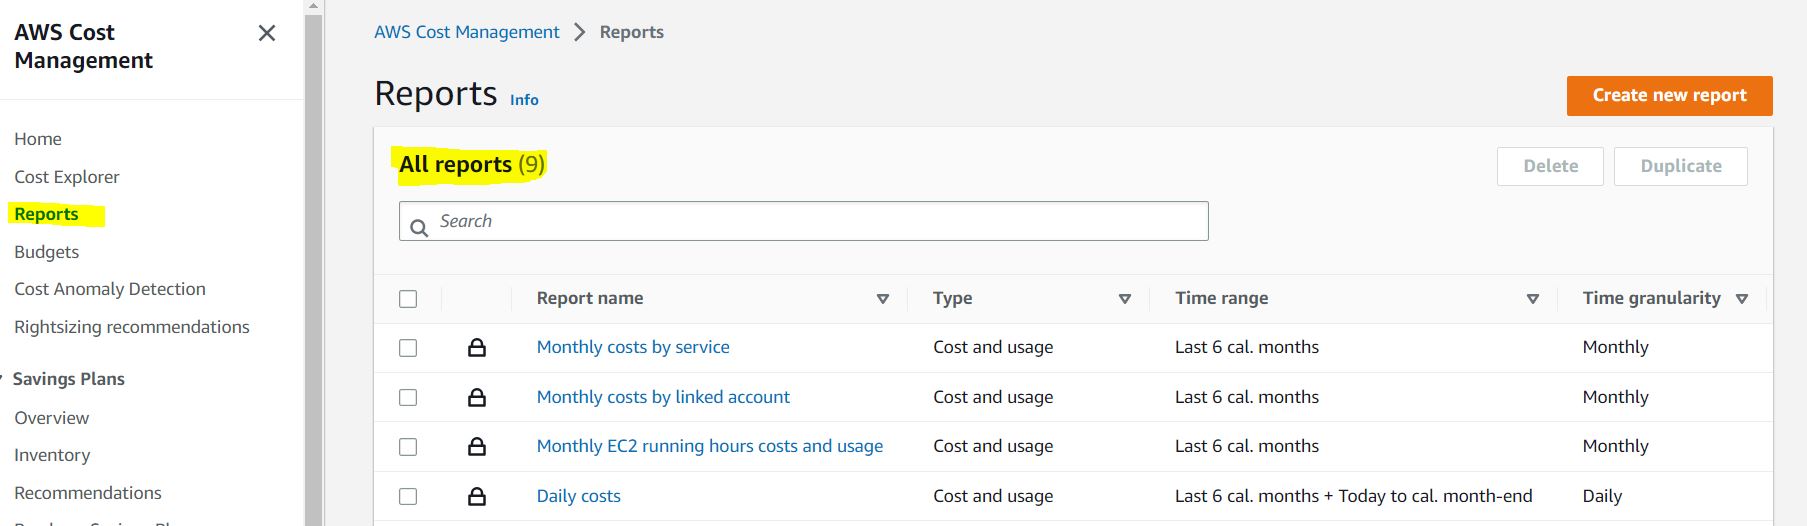 AWS Cost
Management
Home
Cost Explorer
Reports
Budgets
Cost Anomaly Detection
Rightsizing recommendations
Savings Plans
Overview
Inventory
Recommendations
AWS Cost Management > Reports
Reports Info
Create new report
All reports (9)
Delete Duplicate
Search
Report name Type Time range Time granularity
Monthly costs by service Cost and usage Last 6 cal. months Monthly
Monthly costs by linked account Cost and usage Last 6 cal. months Monthly
Monthly EC2 running hours costs and usage Cost and usage Last 6 cal. months Monthly
Daily costs Cost and usage Last 6 cal. months + Today to cal. month-end Daily